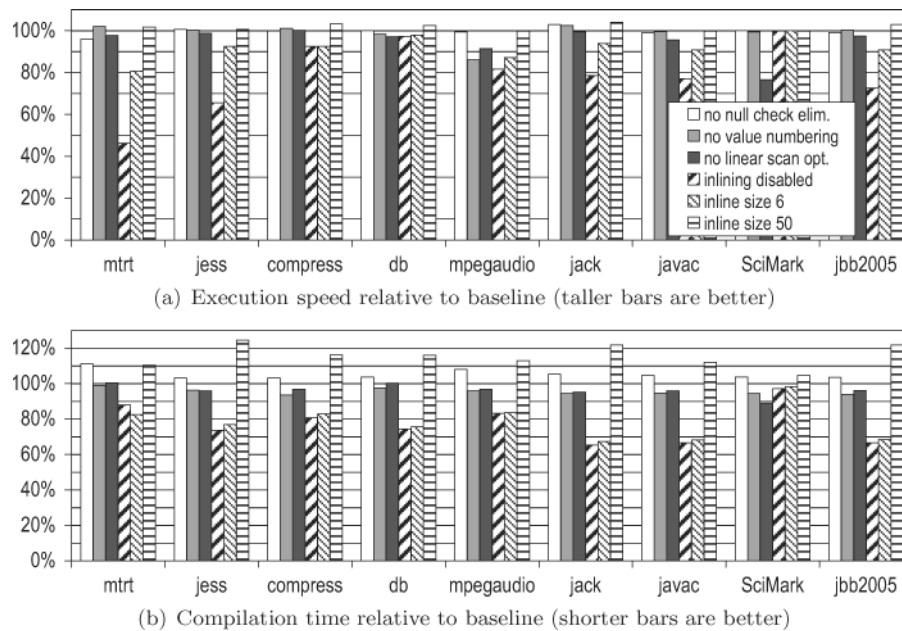 100%
80%
60%
40%
20%
0%
no null check elim.
no value numbering
no linear scan opt.
inlining disabled
inline size 6
inline size 50
mtrt jess compress db mpegaudio jack javac SciMark jbb2005
(a) Execution speed relative to baseline (taller bars are better)
120%
100%
80%
60%
40%
20%
0%
mtrt jess compress db mpegaudio jack javac SciMark jbb2005
(b) Compilation time relative to baseline (shorter bars are better)